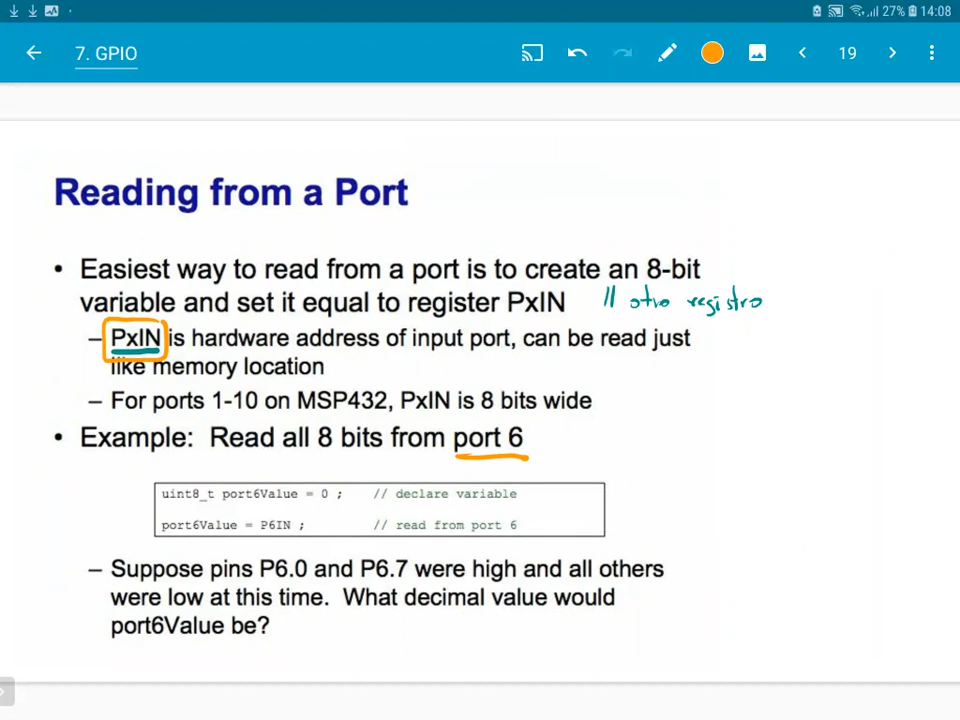 27% 14:08
7. GPIO
19
Reading from a Port
• Easiest way to read from a port is to create an 8-bit
variable and set it equal to register PxIN // otro registro
– PxIN is hardware address of input port, can be read just
like memory location
– For ports 1-10 on MSP432, PxIN is 8 bits wide
• Example: Read all 8 bits from port 6
uint8_t port6Value = 0 ; // declare variable
port6Value = P6IN ; // read from port 6
– Suppose pins P6.0 and P6.7 were high and all others
were low at this time. What decimal value would
port6Value be?